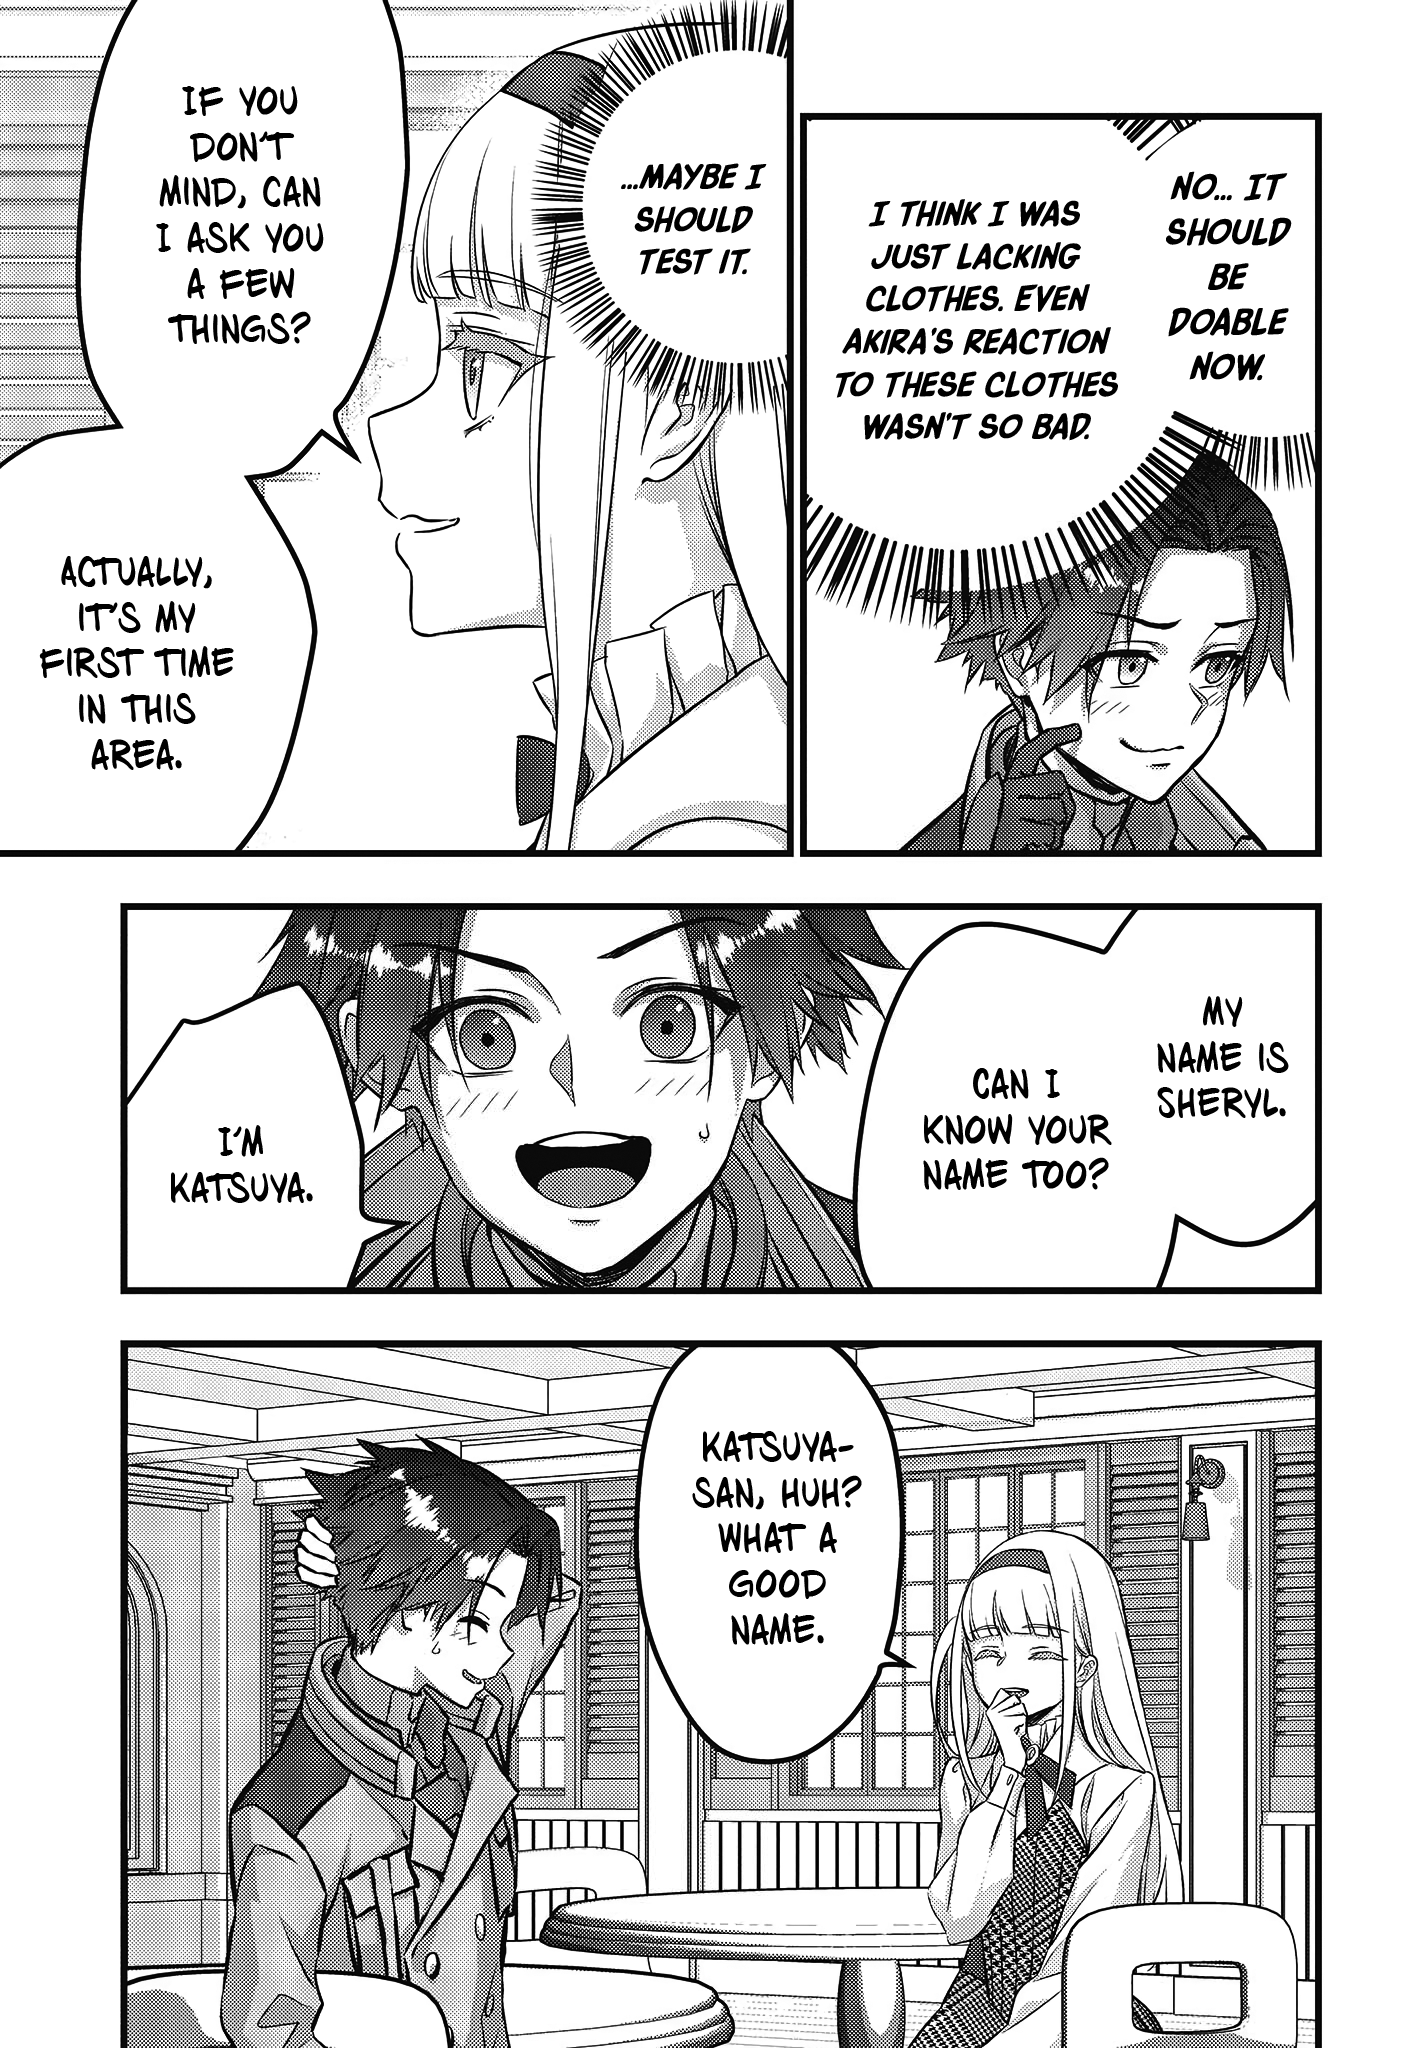 NO... IT
SHOULD
BE
DOABLE
NOW.
I THINK I WAS
JUST LACKING
CLOTHES. EVEN
AKIRA'S REACTION
TO THESE CLOTHES
WASN'T SO BAD.
...MAYBE I
SHOULD
TEST IT.
IF YOU
DON'T
MIND, CAN
I ASK YOU
A FEW
THINGS?
ACTUALLY,
IT'S MY
FIRST TIME
IN THIS
AREA.
MY
NAME IS
SHERYL.
CAN I
KNOW YOUR
NAME TOO?
I'M
KATSUYA.
KATSUYA-
SAN, HUH?
WHAT A
GOOD
NAME.